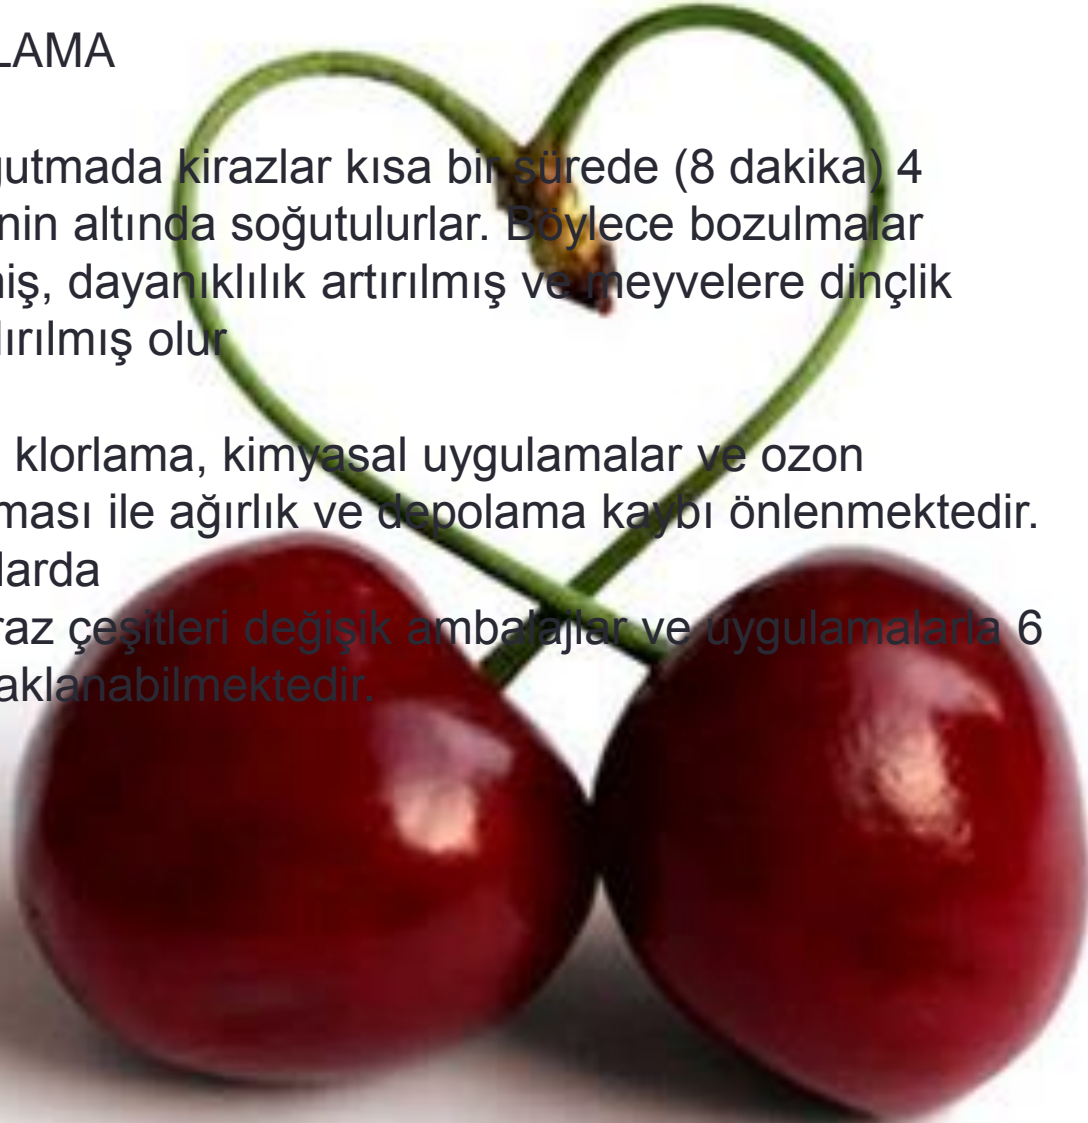 LAMA
ğutmada kirazlar kısa bir sürede (8 dakika) 4
nin altında soğutulurlar. Böylece bozulmalar
miş, dayanıklılık artırılmış ve meyvelere dinçlik
dırılmış olur
klorlama, kimyasal uygulamalar ve ozon
ması ile ağırlık ve depolama kaybı önlenmektedir.
larda
raz çeşitleri değişik ambalajlar ve uygulamalarla 6
aklanabilmektedir.